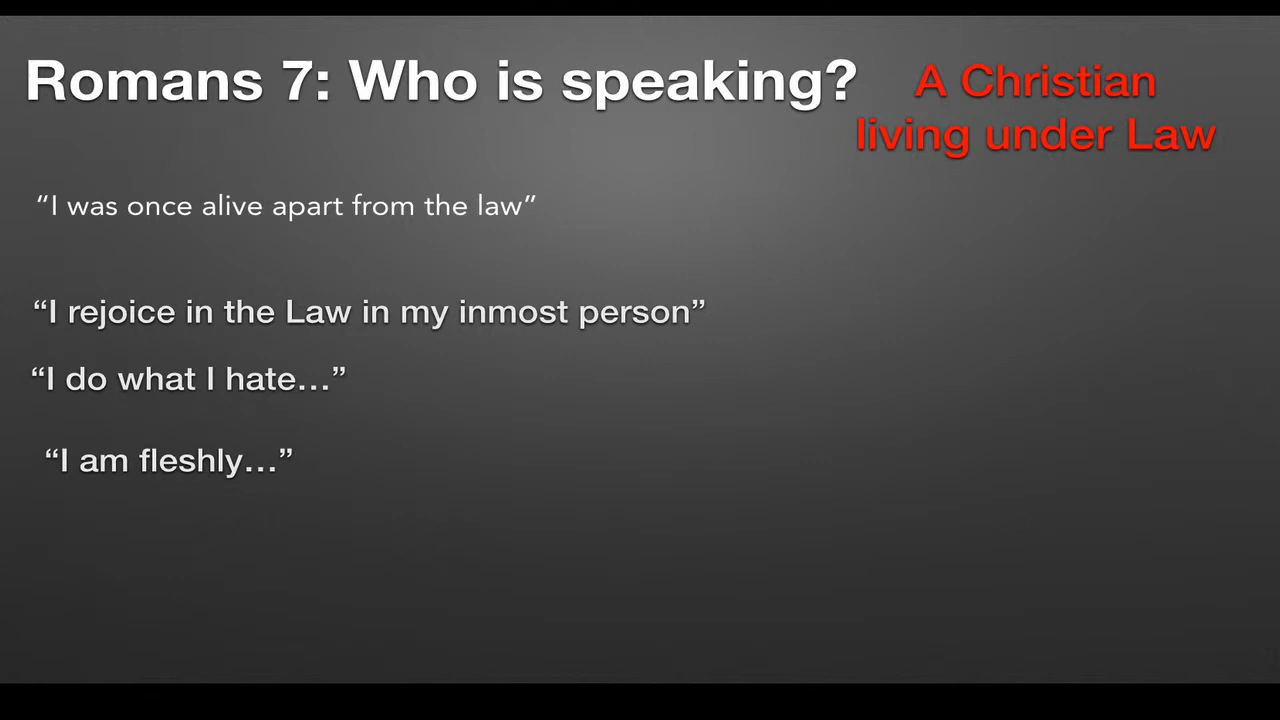 Romans 7: Who is speaking?
A Christian
living under Law
“I was once alive apart from the law”
“I rejoice in the Law in my inmost person”
“I do what I hate…”
“I am fleshly…”